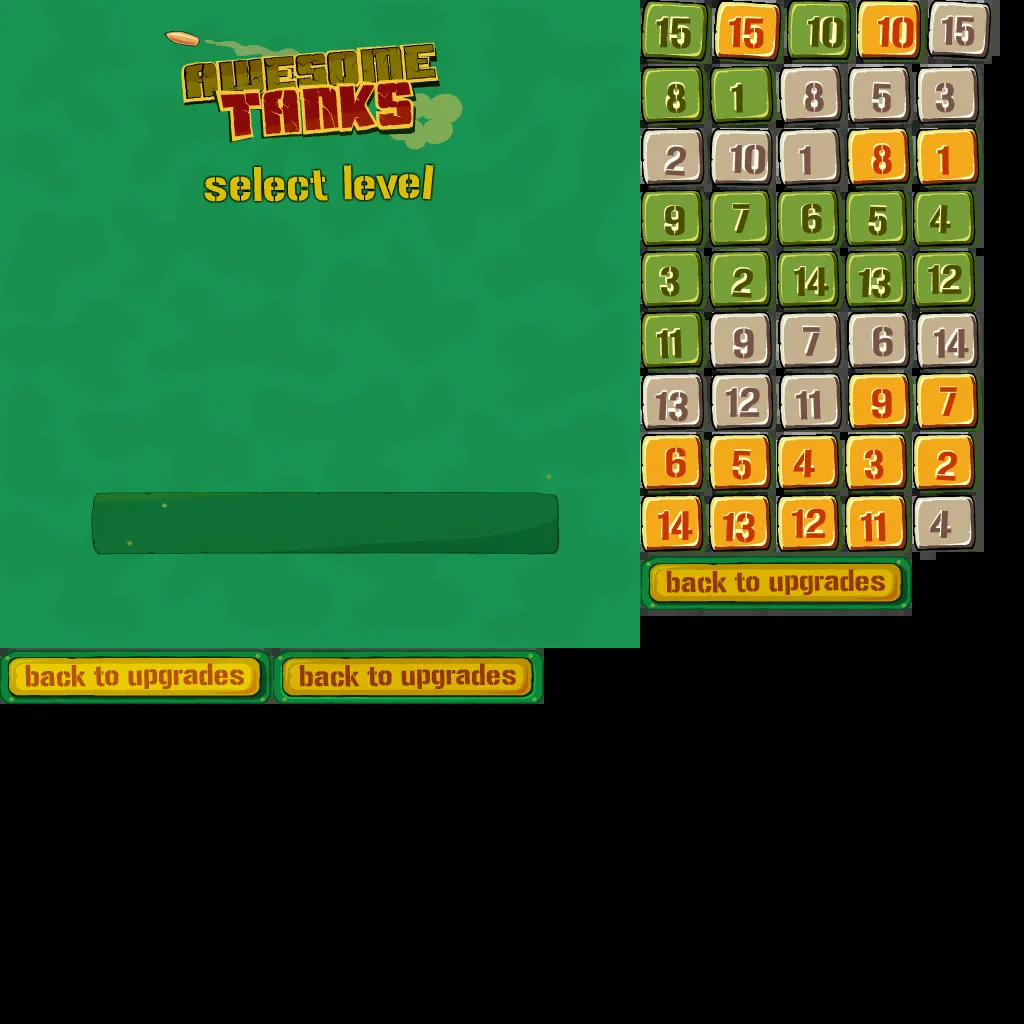 AWESOME
TANKS
select level
15 15 10 10 15
8 1 8 5 3
2 10 1 8 1
9 7 6 5 4
3 2 14 13 12
11 9 7 6 14
13 12 11 9 7
6 5 4 3 2
14 13 12 11 4
back to upgrades
back to upgrades back to upgrades